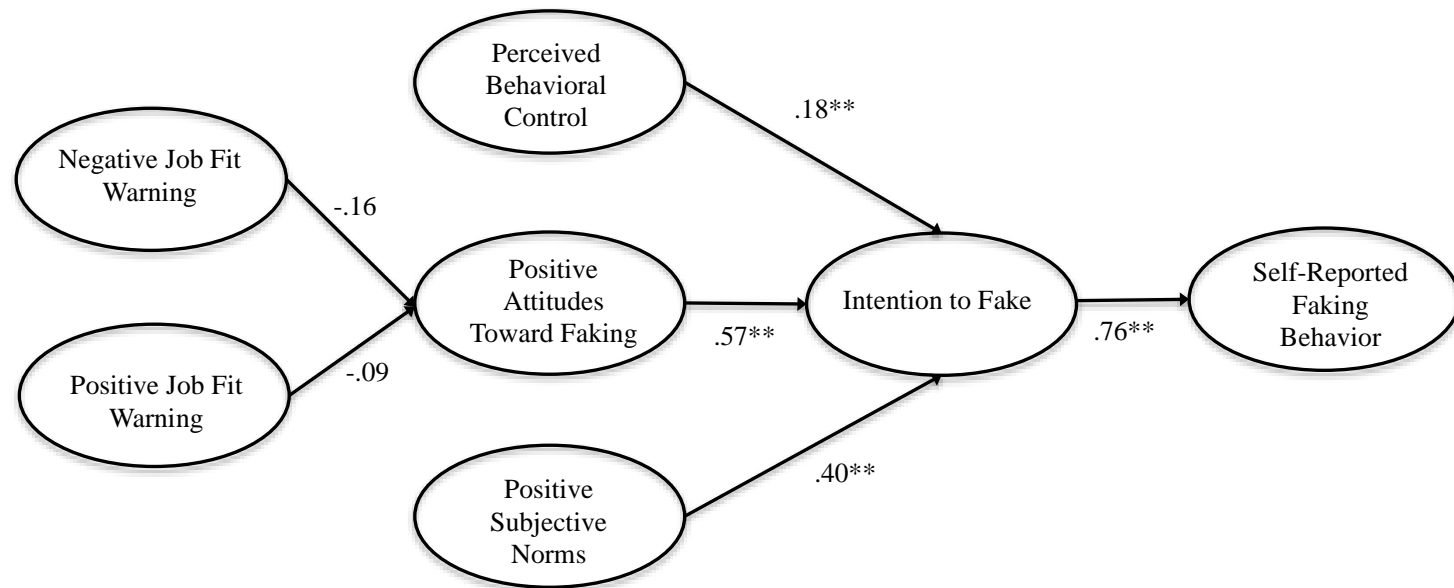 Perceived
Behavioral
Control
.18**
Negative Job Fit
Warning
-.16
Positive
Attitudes
Toward Faking
.57**
Intention to Fake
.76**
Self-Reported
Faking
Behavior
Positive Job Fit
Warning
-.09
.40**
Positive
Subjective
Norms